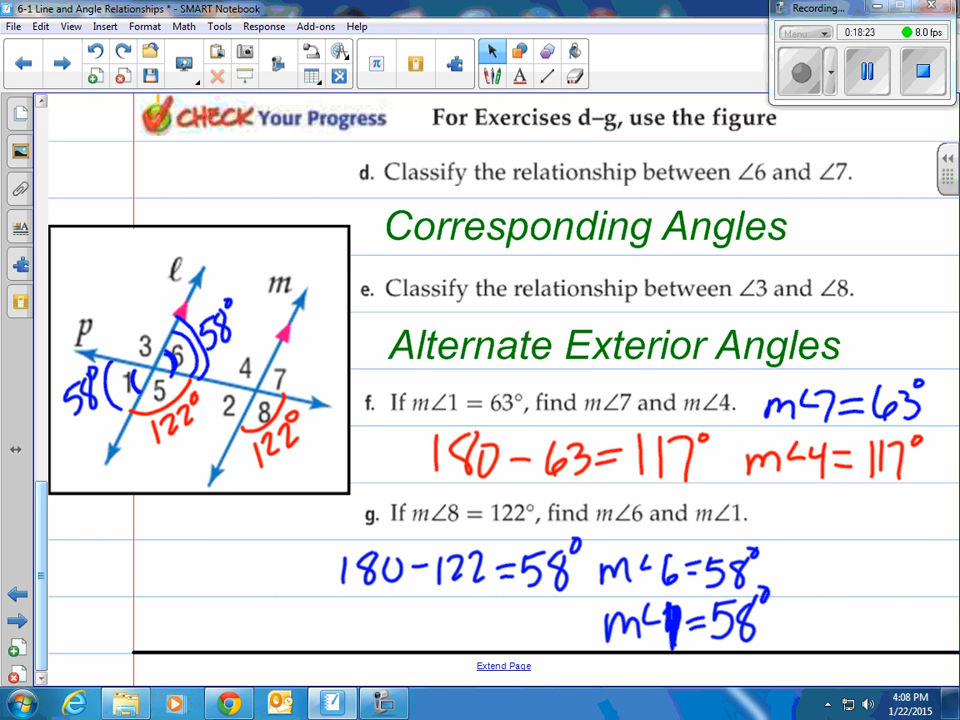 6-1 Line and Angle Relationships * - SMART Notebook
Recording...
File Edit View Insert Format Math Tools Response Add-ons Help
Menu 0:18:23 8.0 fps
CHECK Your Progress
For Exercises d–g, use the figure
d. Classify the relationship between ∠6 and ∠7.
Corresponding Angles
e. Classify the relationship between ∠3 and ∠8.
Alternate Exterior Angles
f. If m∠1 = 63°, find m∠7 and m∠4. m∠7=63°
180-63=117° m∠4=117°
g. If m∠8 = 122°, find m∠6 and m∠1.
180-122=58° m∠6=58°
m∠1=58°
ℓ
m
p
58°
3 6
4 7
58° 1 5
2 8
122°
122°
Extend Page
4:08 PM
1/22/2015